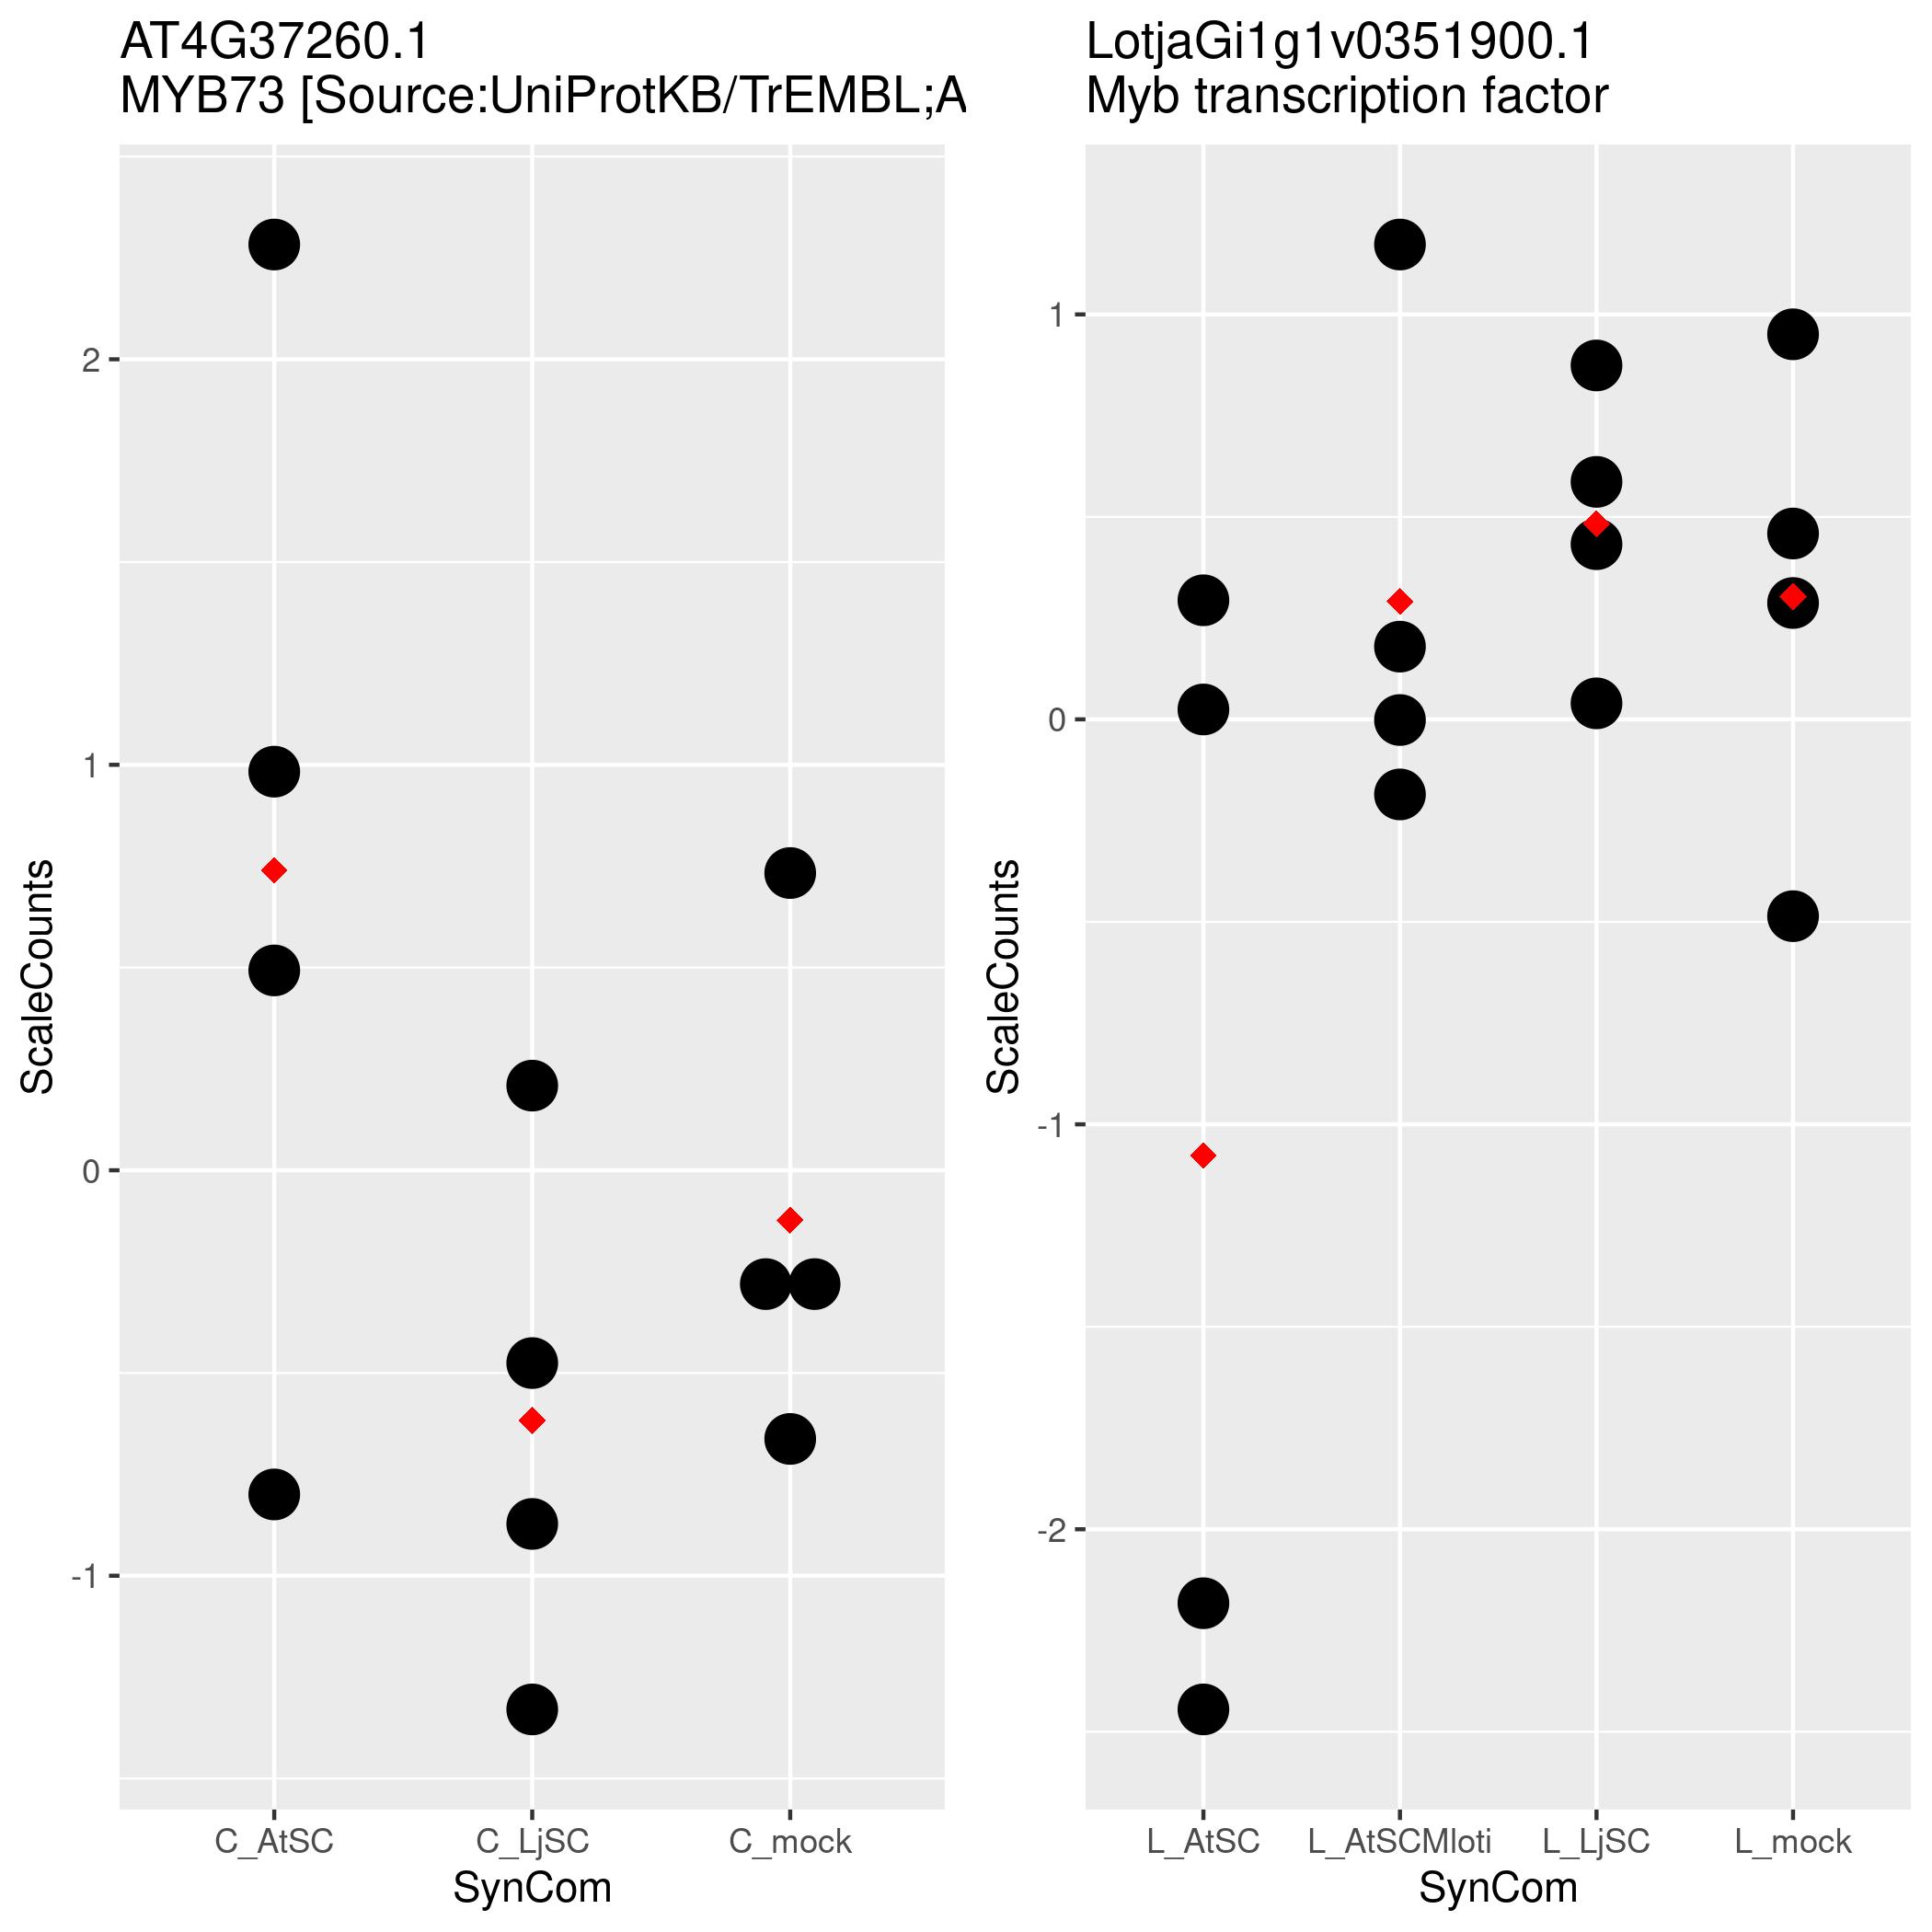 AT4G37260.1
MYB73 [Source:UniProtKB/TrEMBL;A
ScaleCounts
2
1
0
-1
C_AtSC C_LjSC C_mock
SynCom
LotjaGi1g1v0351900.1
Myb transcription factor
ScaleCounts
1
0
-1
-2
L_AtSC L_AtSCMloti L_LjSC L_mock
SynCom